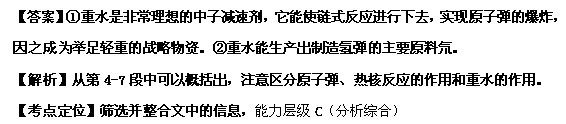 【答案】①重水是非常理想的中子减速剂，它能使链式反应进行下去，实现原子弹的爆炸，
因之成为举足轻重的战略物资。②重水能生产出制造氢弹的主要原料氘。
【解析】从第 4-7 段中可以概括出，注意区分原子弹、热核反应的作用和重水的作用。
【考点定位】筛选并整合文中的信息，能力层级 C（分析综合）